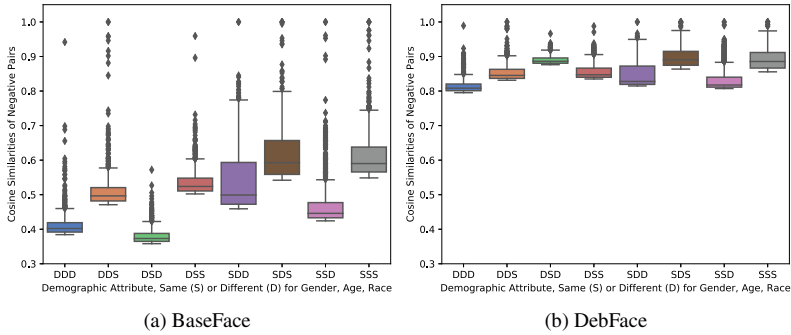 1.0
0.9
0.8
0.7
0.6
0.5
0.4
0.3
Cosine Similarities of Negative Pairs
DDD DDS DSD DSS SDD SDS SSD SSS
Demographic Attribute, Same (S) or Different (D) for Gender, Age, Race
(a) BaseFace
1.0
0.9
0.8
0.7
0.6
0.5
0.4
0.3
Cosine Similarities of Negative Pairs
DDD DDS DSD DSS SDD SDS SSD SSS
Demographic Attribute, Same (S) or Different (D) for Gender, Age, Race
(b) DebFace